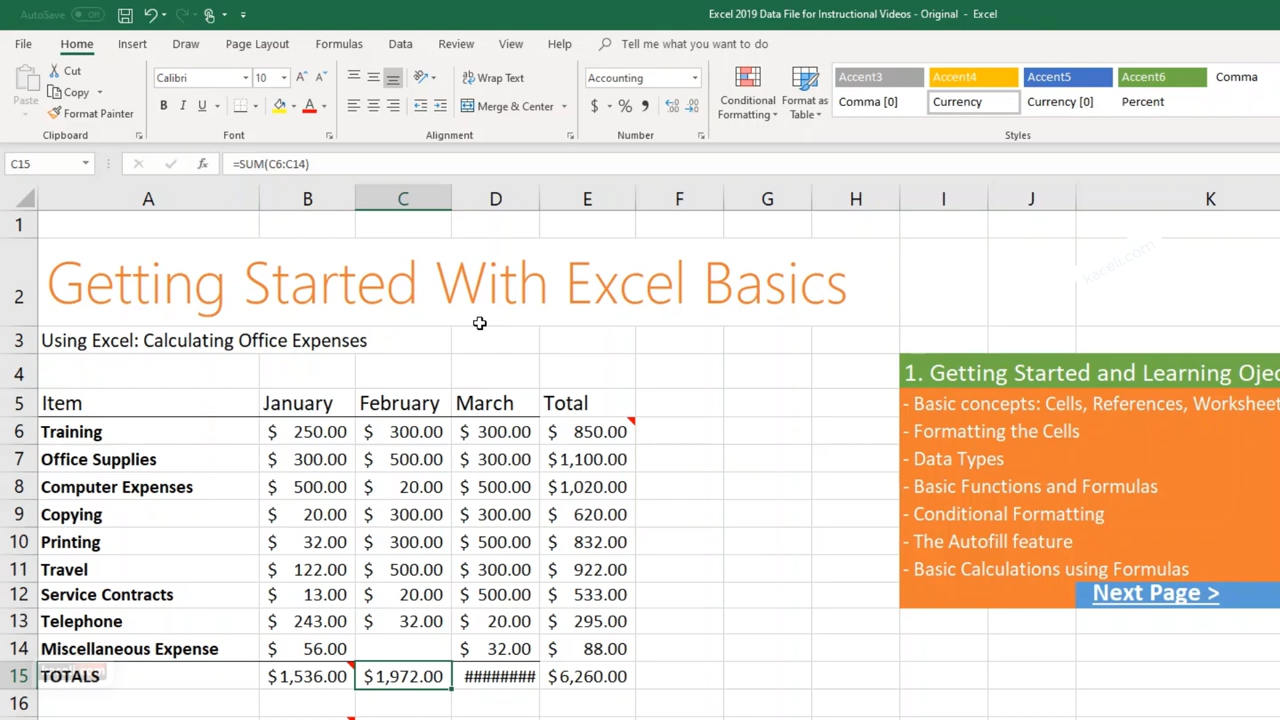 AutoSave Off Excel 2019 Data File for Instructional Videos - Original - Excel
File Home Insert Draw Page Layout Formulas Data Review View Help Tell me what you want to do
Paste Cut Copy Format Painter
Clipboard
Calibri 10
B I U A
Font
Wrap Text
Merge & Center
Alignment
Accounting
$ % ,
Number
Conditional Formatting
Format as Table
Accent3 Accent4 Accent5 Accent6 Comma
Comma [0] Currency Currency [0] Percent
Styles
C15 fx =SUM(C6:C14)
A B C D E F G H I J K
1
2 Getting Started With Excel Basics
kaceli.com
3 Using Excel: Calculating Office Expenses
4 1. Getting Started and Learning Ojec
5 Item January February March Total - Basic concepts: Cells, References, Worksheet
6 Training $ 250.00 $ 300.00 $ 300.00 $ 850.00 - Formatting the Cells
7 Office Supplies $ 300.00 $ 500.00 $ 300.00 $1,100.00 - Data Types
8 Computer Expenses $ 500.00 $ 20.00 $ 500.00 $1,020.00 - Basic Functions and Formulas
9 Copying $ 20.00 $ 300.00 $ 300.00 $ 620.00 - Conditional Formatting
10 Printing $ 32.00 $ 300.00 $ 500.00 $ 832.00 - The Autofill feature
11 Travel $ 122.00 $ 500.00 $ 300.00 $ 922.00 - Basic Calculations using Formulas
12 Service Contracts $ 13.00 $ 20.00 $ 500.00 $ 533.00 Next Page >
13 Telephone $ 243.00 $ 32.00 $ 20.00 $ 295.00
14 Miscellaneous Expense $ 56.00 $ 32.00 $ 88.00
15 TOTALS $1,536.00 $1,972.00 ######## $6,260.00
16